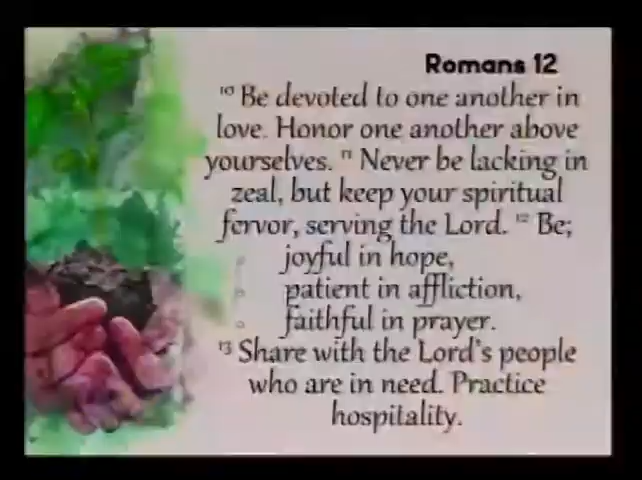 Romans 12
¹⁰ Be devoted to one another in
love. Honor one another above
yourselves. ¹¹ Never be lacking in
zeal, but keep your spiritual
fervor, serving the Lord. ¹² Be;
joyful in hope,
patient in affliction,
faithful in prayer.
¹³ Share with the Lord's people
who are in need. Practice
hospitality.